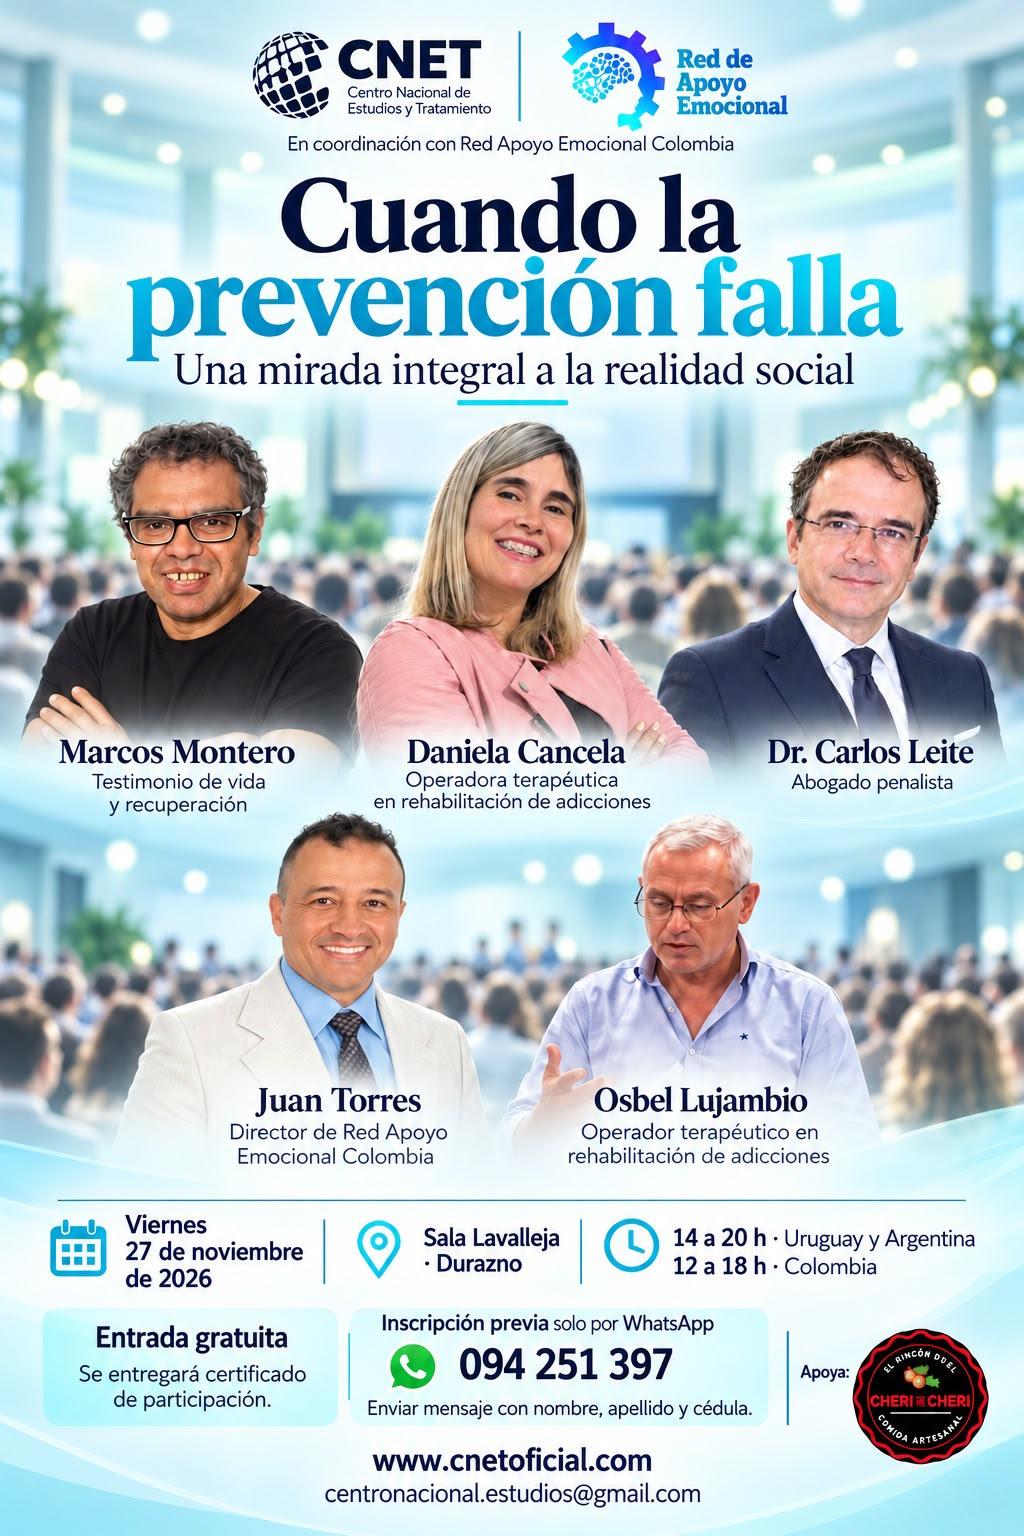 CNET
Centro Nacional de
Estudios y Tratamiento
Red de
Apoyo
Emocional
En coordinación con Red Apoyo Emocional Colombia
Cuando la
prevención falla
Una mirada integral a la realidad social
Marcos Montero
Testimonio de vida
y recuperación
Daniela Cancela
Operadora terapéutica
en rehabilitación de adicciones
Dr. Carlos Leite
Abogado penalista
Juan Torres
Director de Red Apoyo
Emocional Colombia
Osbel Lujambio
Operador terapéutico en
rehabilitación de adicciones
Viernes
27 de noviembre
de 2026
Sala Lavalleja
· Durazno
14 a 20 h · Uruguay y Argentina
12 a 18 h · Colombia
Entrada gratuita
Se entregará certificado
de participación.
Inscripción previa solo por WhatsApp
094 251 397
Enviar mensaje con nombre, apellido y cédula.
Apoya:
EL RINCÓN DDEL
CHERI CHERI
COMIDA ARTESANAL
www.cnetoficial.com
centronacional.estudios@gmail.com